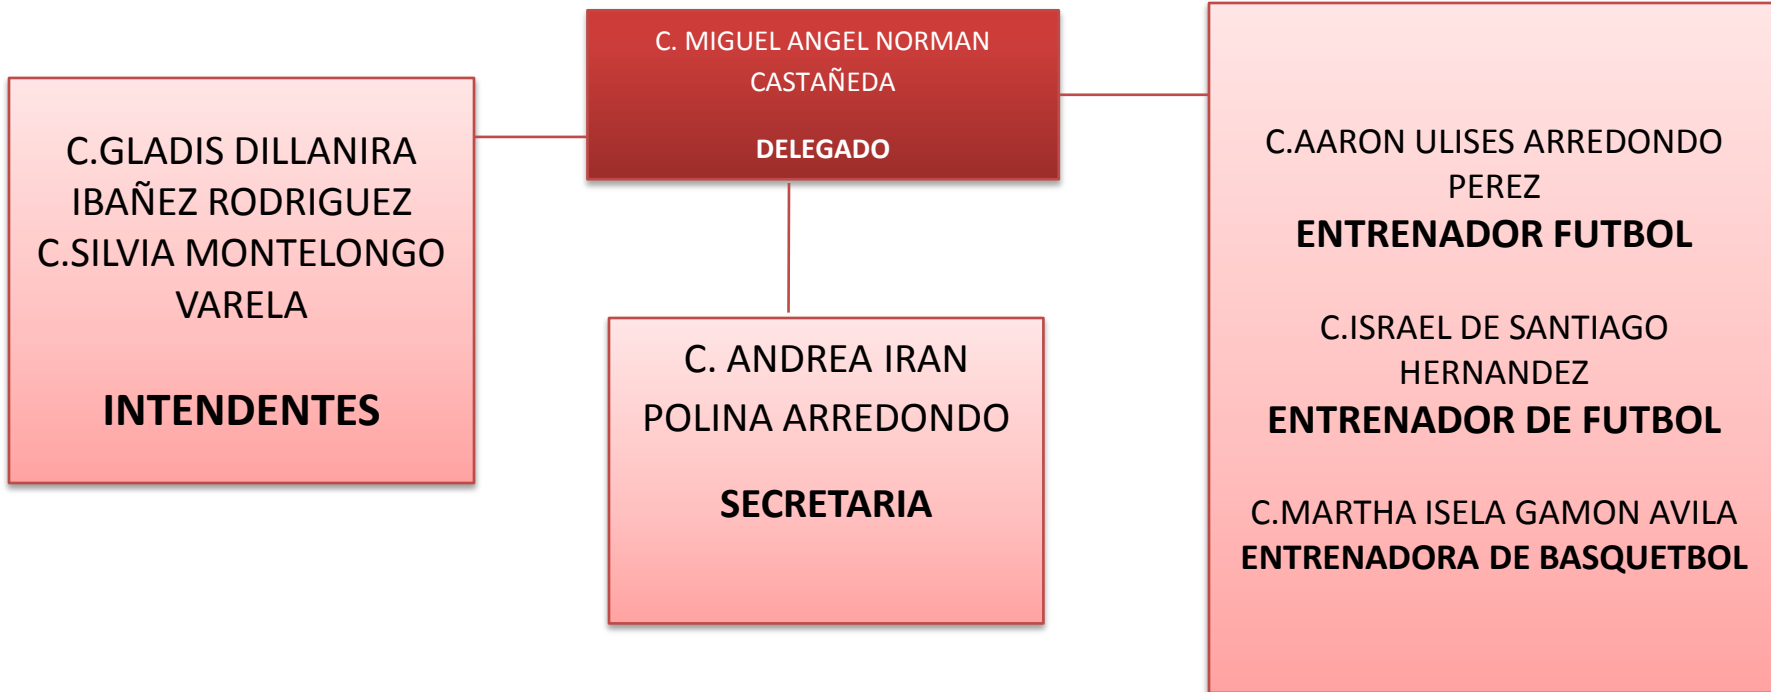 C. MIGUEL ANGEL NORMAN
CASTAÑEDA
DELEGADO
C.GLADIS DILLANIRA
IBAÑEZ RODRIGUEZ
C.SILVIA MONTELONGO
VARELA
INTENDENTES
C. ANDREA IRAN
POLINA ARREDONDO
SECRETARIA
C.AARON ULISES ARREDONDO
PEREZ
ENTRENADOR FUTBOL
C.ISRAEL DE SANTIAGO
HERNANDEZ
ENTRENADOR DE FUTBOL
C.MARTHA ISELA GAMON AVILA
ENTRENADORA DE BASQUETBOL